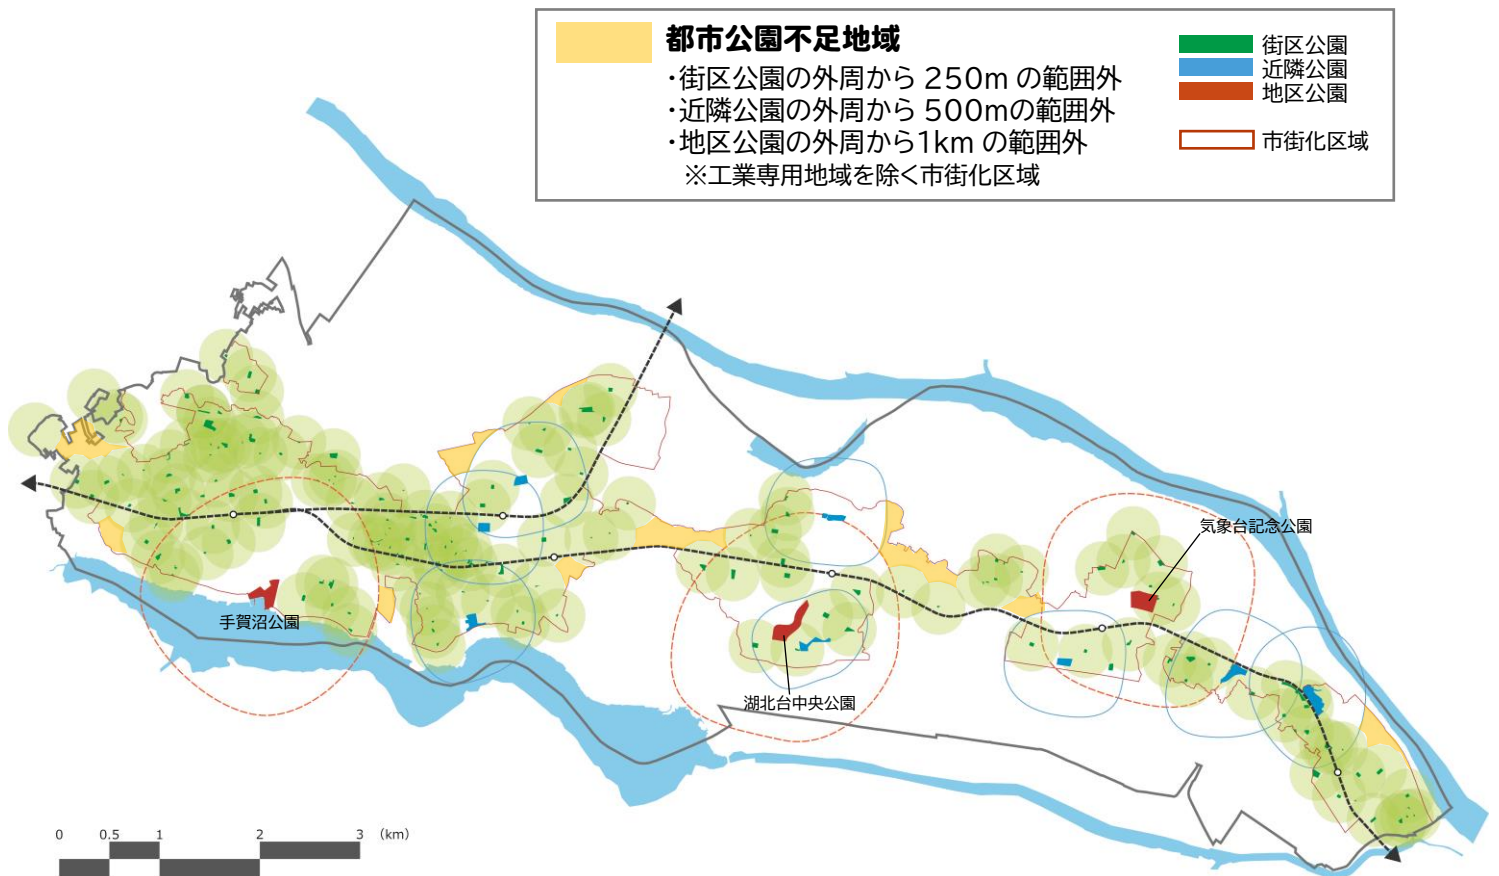 都市公園不足地域
・街区公園の外周から 250m の範囲外
・近隣公園の外周から 500mの範囲外
・地区公園の外周から1km の範囲外
※工業専用地域を除く市街化区域
街区公園
近隣公園
地区公園
市街化区域
気象台記念公園
手賀沼公園
湖北台中央公園
0 0.5 1 2 3 (km)